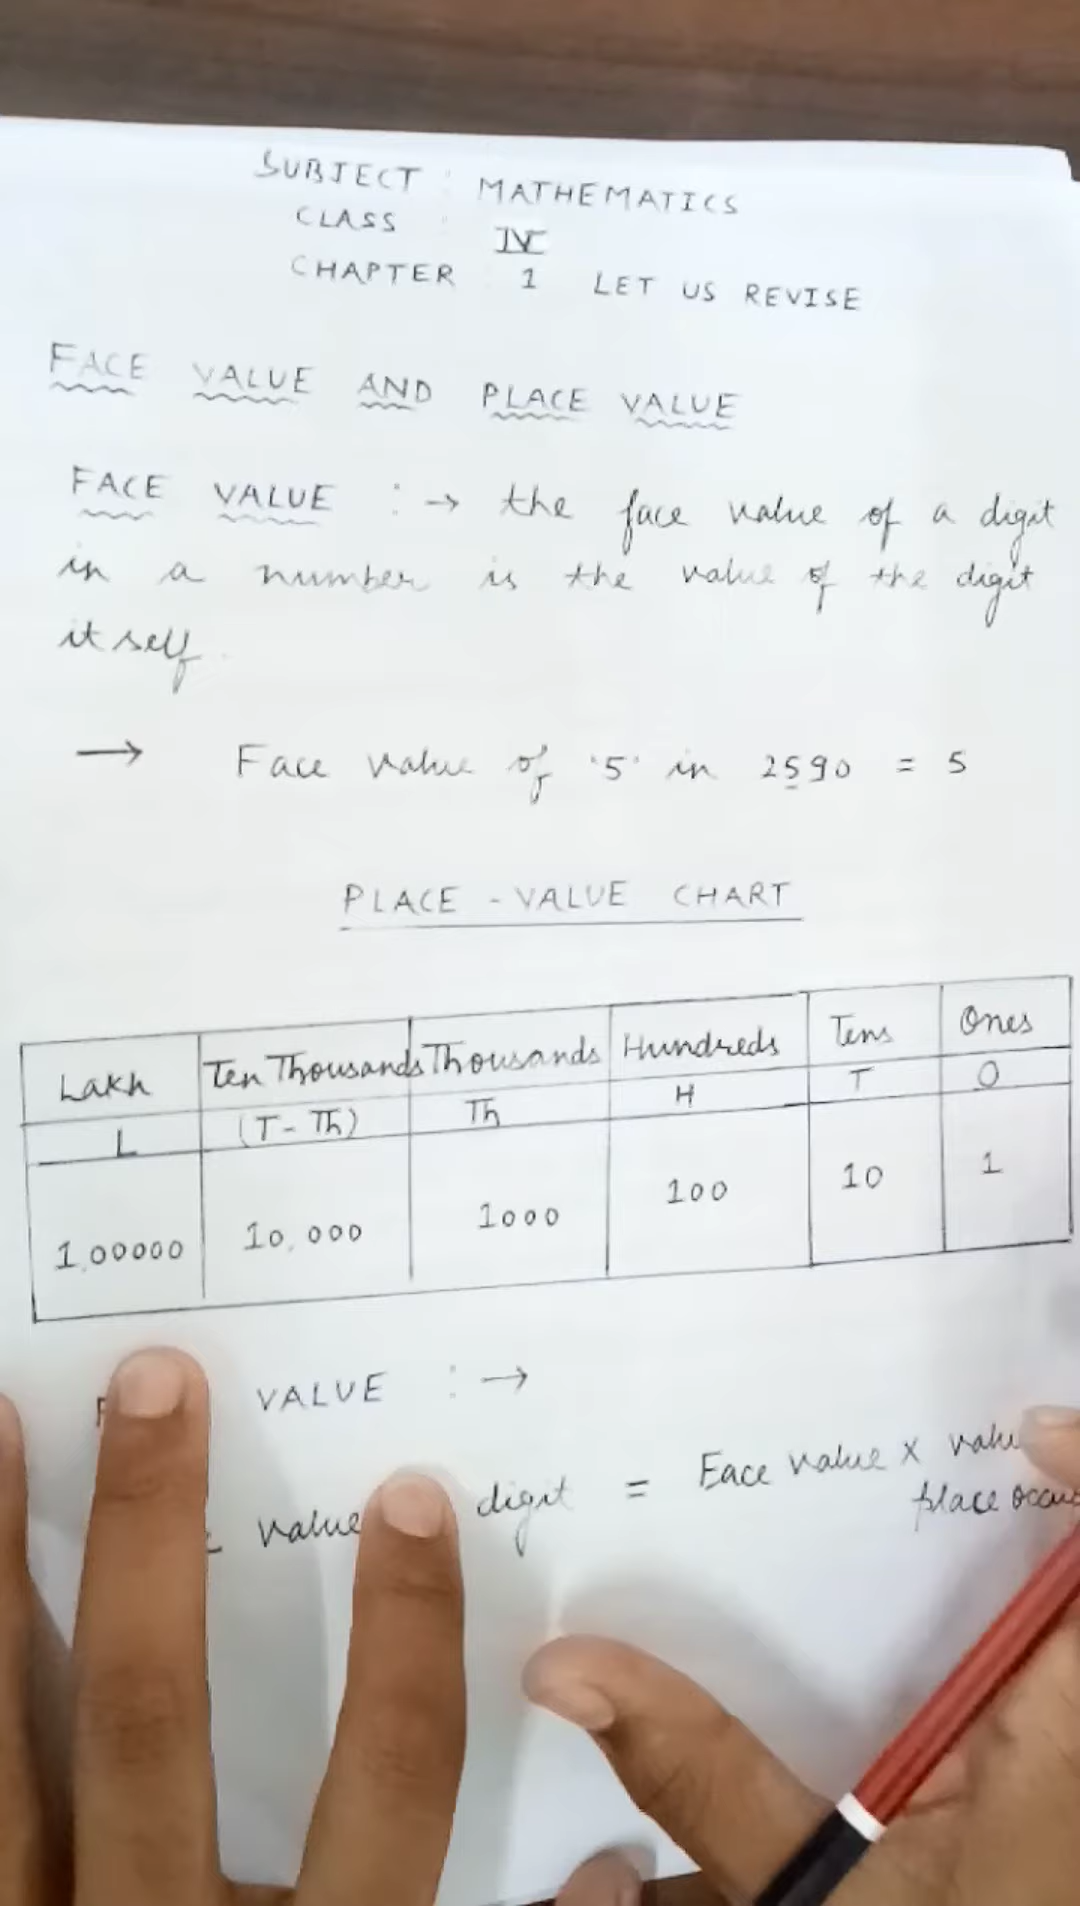 SUBJECT : MATHEMATICS
CLASS : IV
CHAPTER : 1 LET US REVISE
FACE VALUE AND PLACE VALUE
FACE VALUE :→ the face value of a digit
in a number is the value of the digit
itself.
→ Face value of '5' in 2590 = 5
PLACE - VALUE CHART
Lakh Ten Thousands Thousands Hundreds Tens Ones
L (T-Th) Th H T O
1,00000 10,000 1000 100 10 1
VALUE :→
value digit = Face value x
place